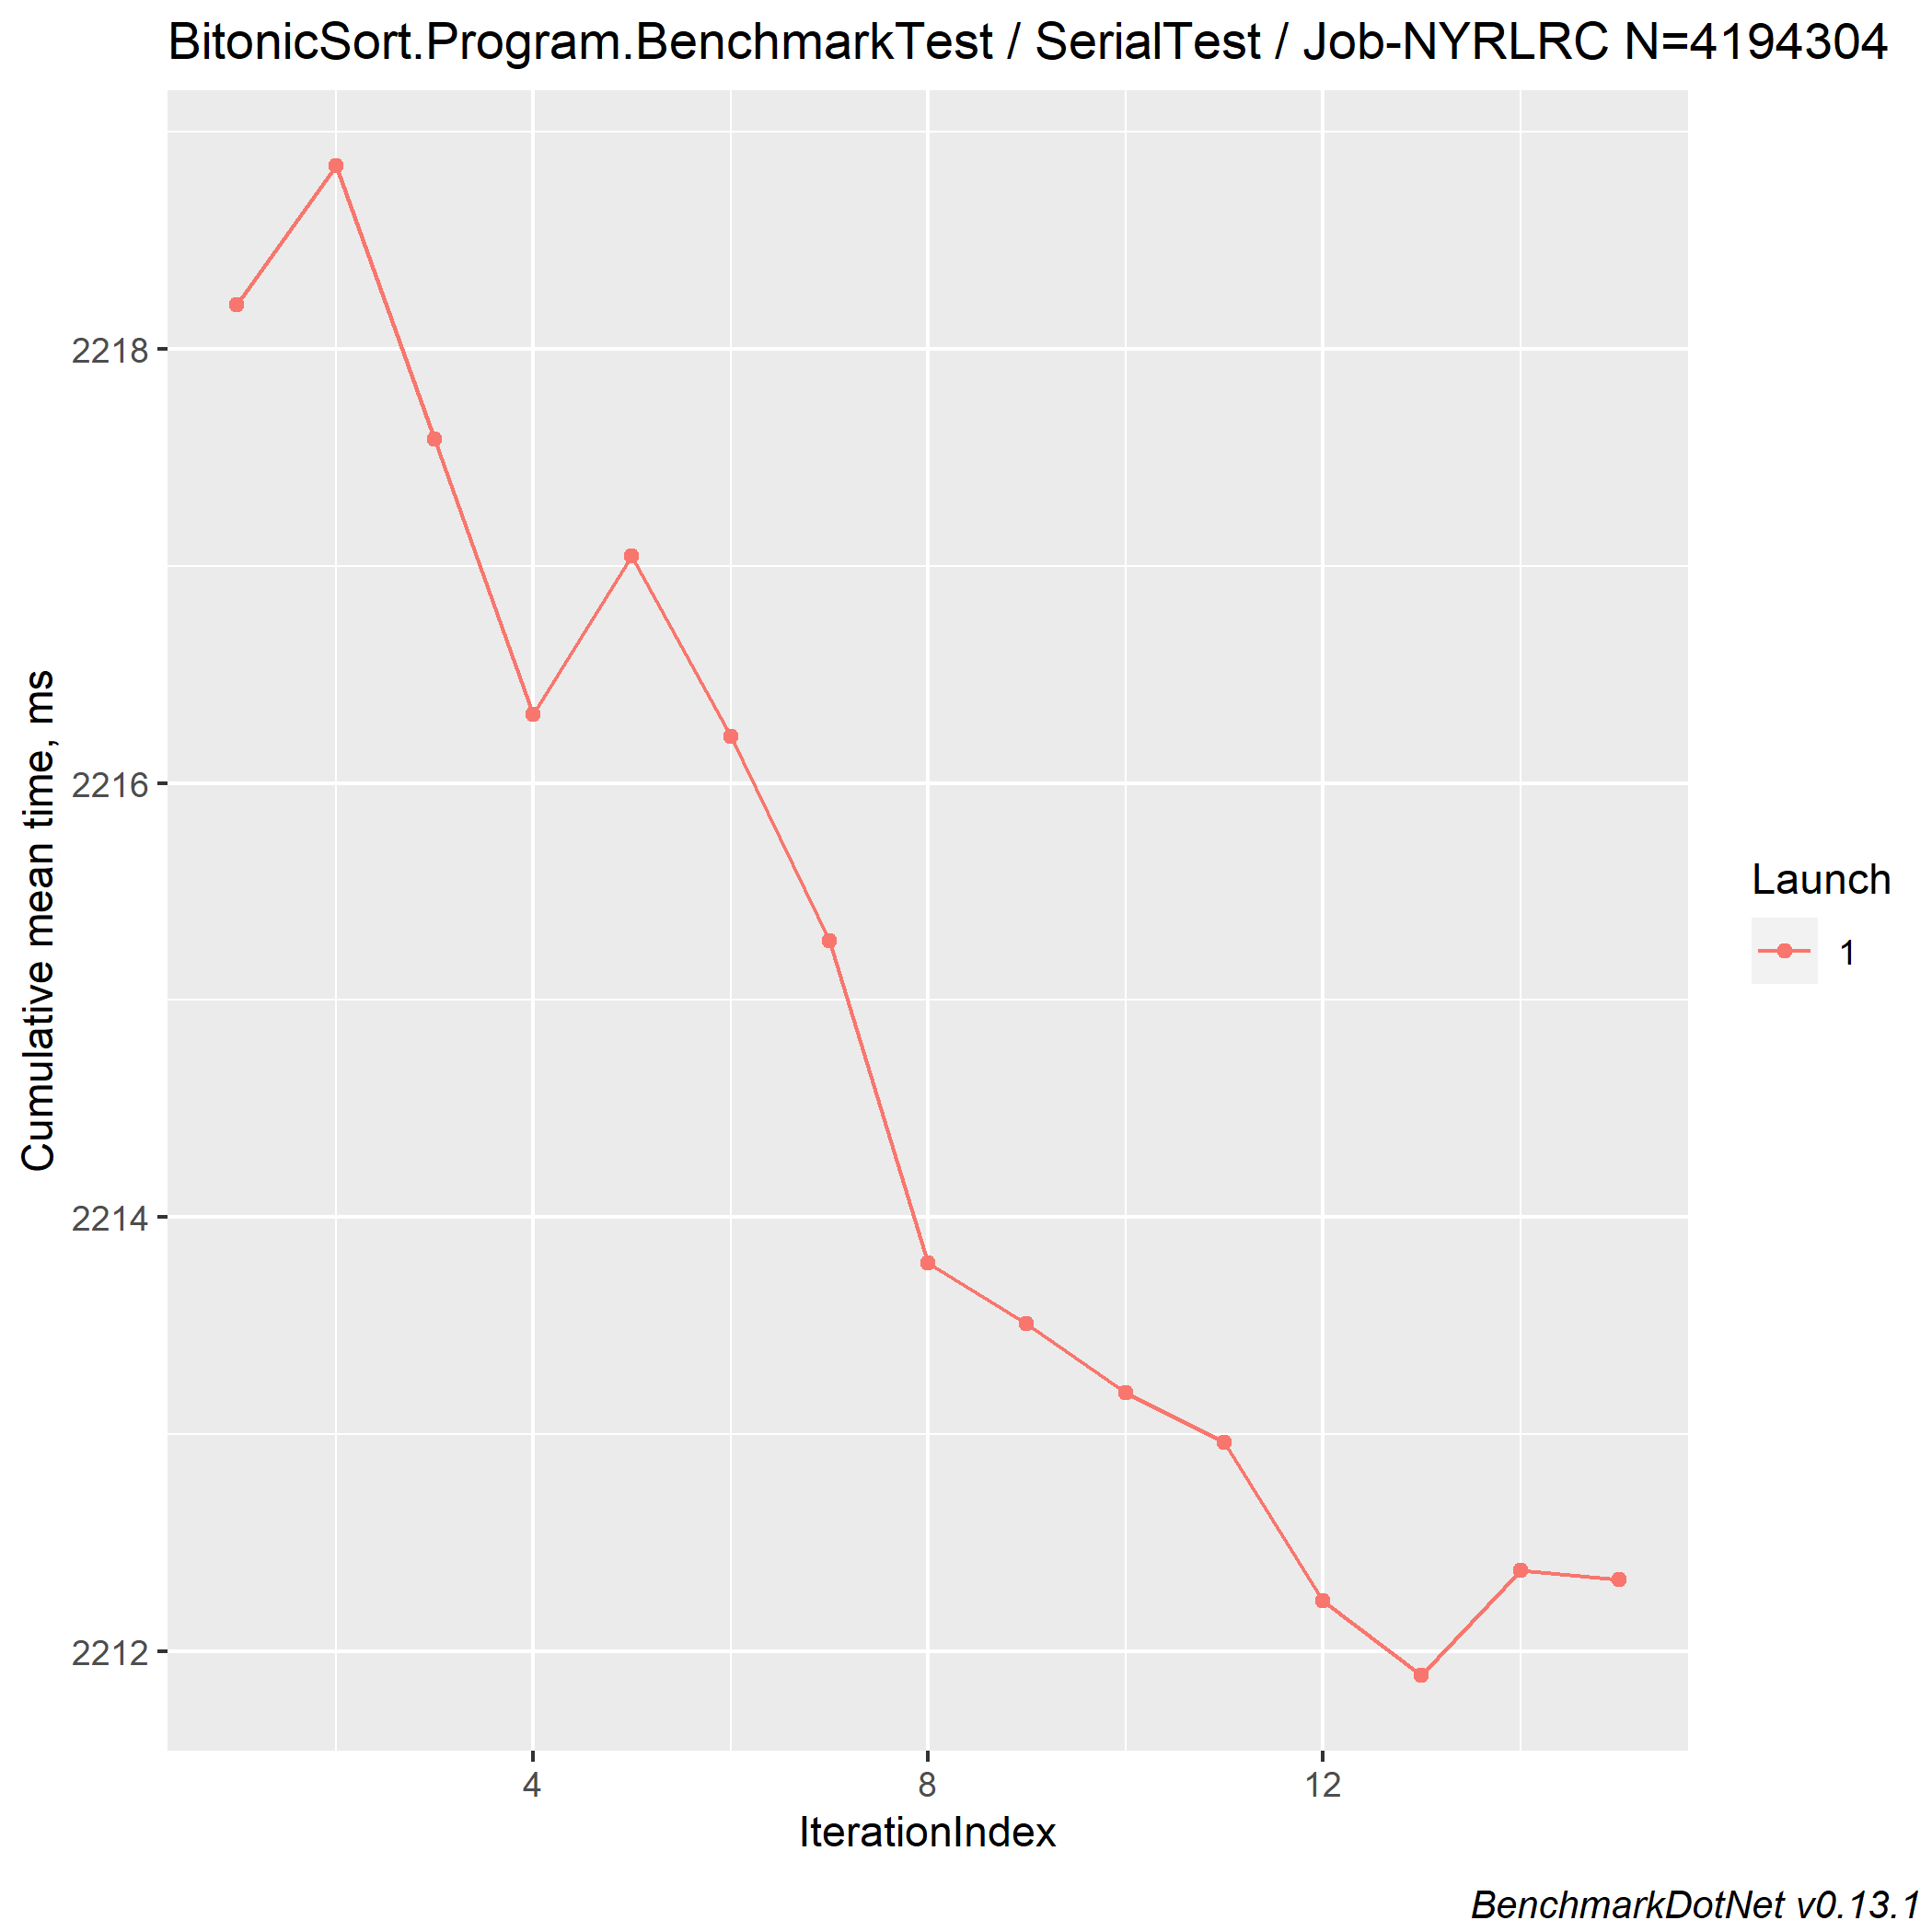 BitonicSort.Program.BenchmarkTest / SerialTest / Job-NYRLRC N=4194304
Cumulative mean time, ms
2218
2216
2214
2212
4
8
12
IterationIndex
Launch
1
BenchmarkDotNet v0.13.1